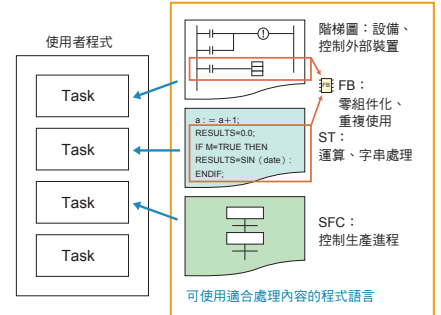 使用者程式
Task
Task
Task
Task
階梯圖：設備、
控制外部裝置
FB
FB：
零組件化、
重複使用
a：= a+1;
RESULTS=0.0;
IF M=TRUE THEN
RESULTS=SIN（date）:
ENDIF;
ST：
運算、字串處理
SFC：
控制生產進程
可使用適合處理內容的程式語言